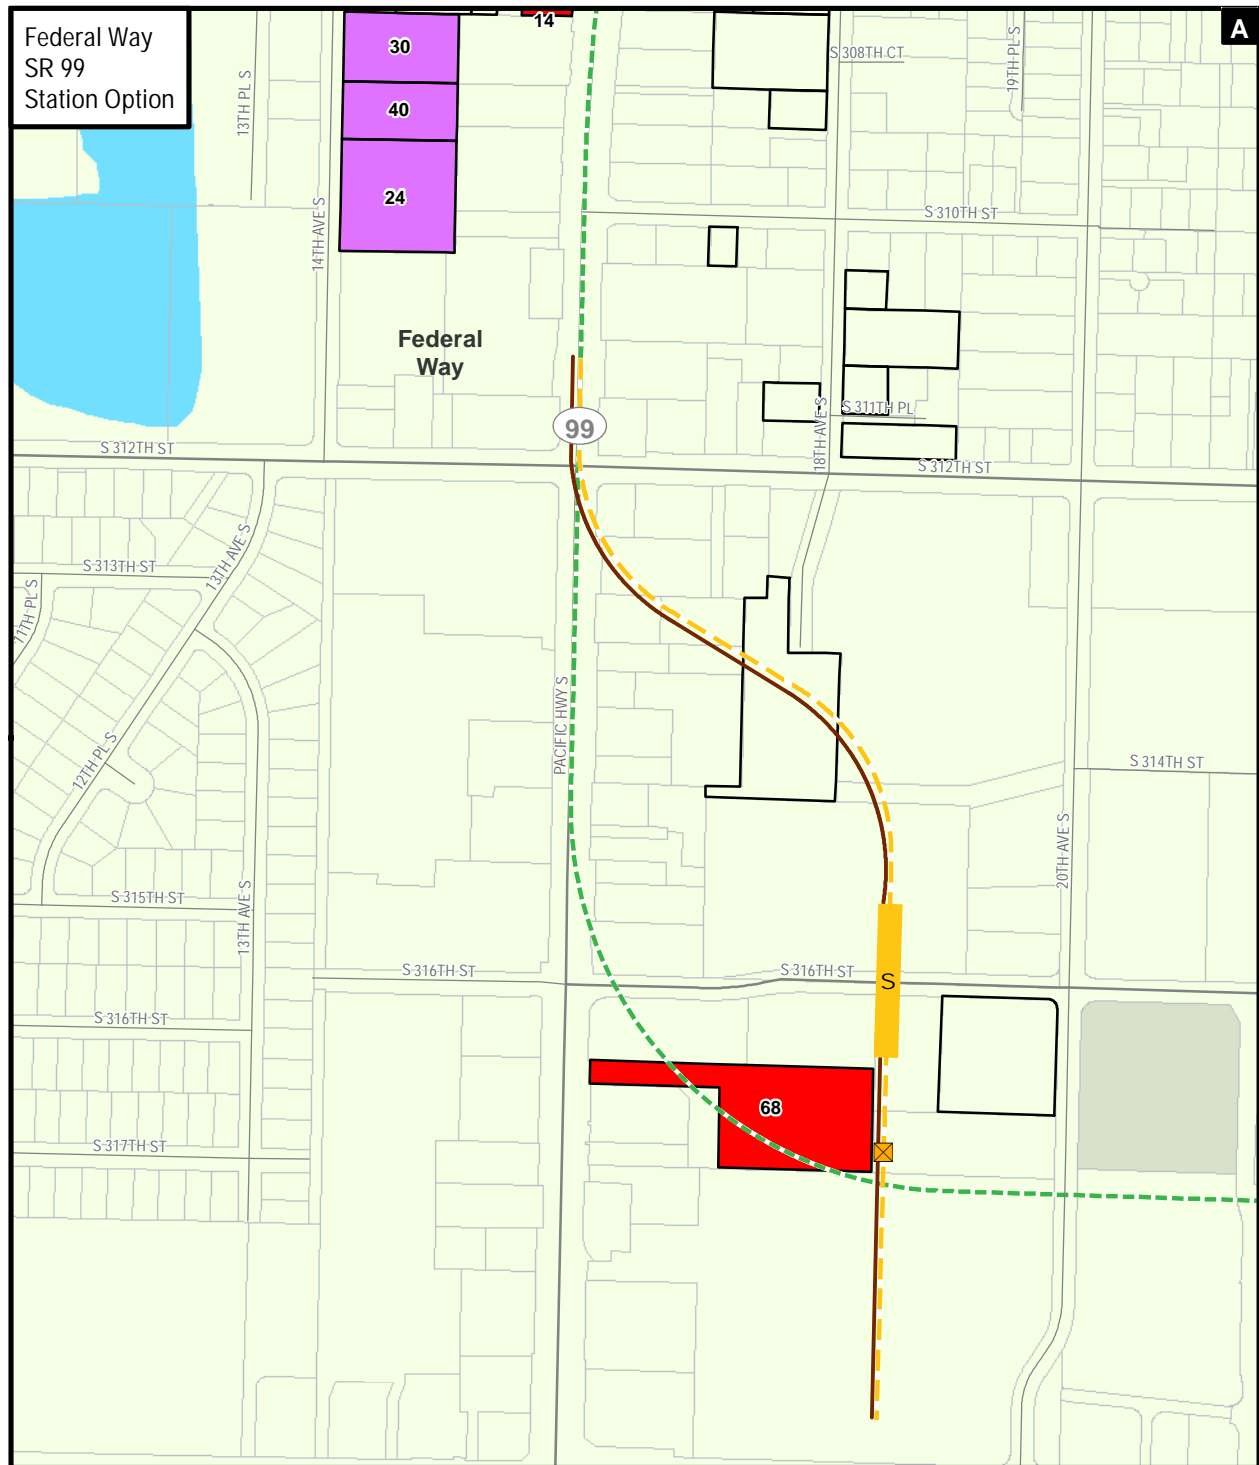 Federal Way
SR 99
Station Option
A
14
30
40
24
13TH PL S
14TH AVE S
S 308TH CT
19TH PL S
S 310TH ST
Federal
Way
99
S 311TH PL
18TH AVE S
S 312TH ST
S 312TH ST
S 313TH ST
13TH AVE S
11TH PL S
12TH PL S
PACIFIC HWY S
S 314TH ST
20TH AVE S
S 315TH ST
13TH AVE S
S 316TH ST
S 316TH ST
S
S 316TH ST
68
S 317TH ST